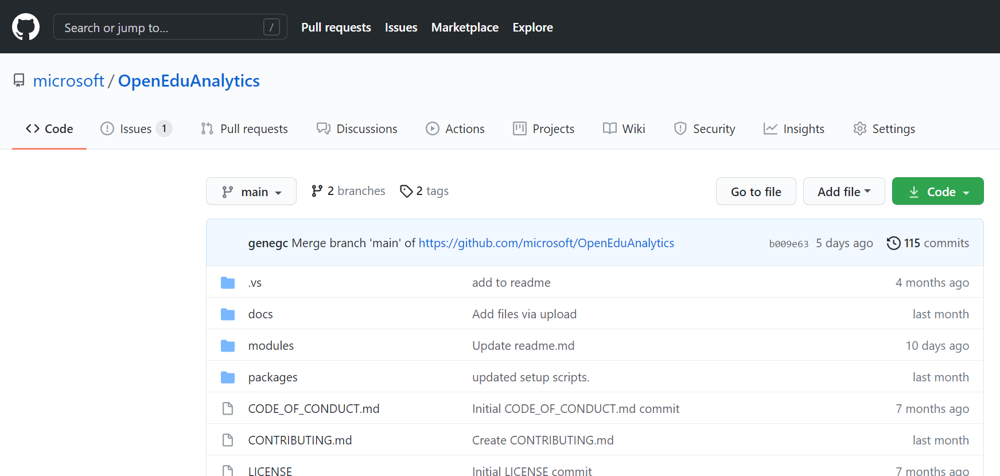 Search or jump to... / Pull requests Issues Marketplace Explore
microsoft / OpenEduAnalytics
Code Issues 1 Pull requests Discussions Actions Projects Wiki Security Insights Settings
main 2 branches 2 tags Go to file Add file Code
genegc Merge branch 'main' of https://github.com/microsoft/OpenEduAnalytics b009e63 5 days ago 115 commits
.vs add to readme 4 months ago
docs Add files via upload last month
modules Update readme.md 10 days ago
packages updated setup scripts. last month
CODE_OF_CONDUCT.md Initial CODE_OF_CONDUCT.md commit 7 months ago
CONTRIBUTING.md Create CONTRIBUTING.md last month
LICENSE Initial LICENSE commit 7 months ago